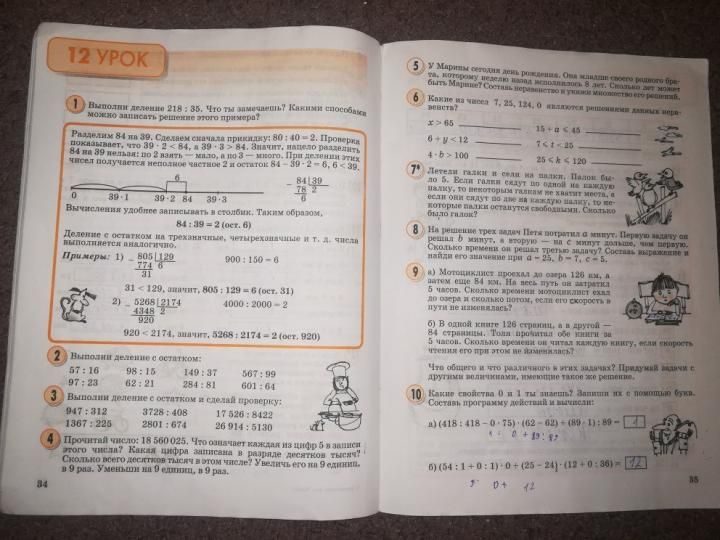 12 УРОК
1 Выполни деление 218 : 35. Что ты замечаешь? Какими способами
можно записать решение этого примера?
Разделим 84 на 39. Сделаем сначала прикидку: 80 : 40 = 2. Проверка
показывает, что 39 · 2 < 84, а 39 · 3 > 84. Значит, нацело разделить
84 на 39 нельзя: по 2 взять — мало, а по 3 — много. При делении этих
чисел получается неполное частное 2 и остаток 84 – 39 · 2 = 6, 6 < 39.
6
0 39·1 39·2 84 39·3
– 84 39
78 2
6
Вычисления удобнее записывать в столбик. Таким образом,
84 : 39 = 2 (ост. 6)
Деление с остатком на трехзначные, четырехзначные и т. д. числа
выполняется аналогично.
Примеры: 1) – 805 129 900 : 150 = 6
774 6
31
31 < 129, значит, 805 : 129 = 6 (ост. 31)
2) – 5268 2174 4000 : 2000 = 2
4348 2
920
920 < 2174, значит, 5268 : 2174 = 2 (ост. 920)
2 Выполни деление с остатком:
57 : 16 98 : 15 149 : 37 567 : 99
97 : 23 62 : 21 284 : 81 601 : 64
3 Выполни деление с остатком и сделай проверку:
947 : 312 3728 : 408 17 526 : 8422
1367 : 225 2801 : 674 26 914 : 5130
4 Прочитай число: 18 560 025. Что означает каждая из цифр 5 в записи
этого числа? Какая цифра записана в разряде десятков тысяч?
Сколько всего десятков тысяч в этом числе? Увеличь его на 9 единиц,
в 9 раз. Уменьши на 9 единиц, в 9 раз.
34
5 У Марины сегодня день рождения. Она младше своего родного бра-
та, которому неделю назад исполнилось 8 лет. Сколько лет может
быть Марине? Составь неравенство и укажи множество его решений.
6 Какие из чисел 7, 25, 124, 0 являются решениями данных нера-
венств?
x > 65 15 + a ⩽ 45
6 + y < 12 7 ⩽ t < 25
4 · b > 100 25 ⩽ k ⩽ 120
7* Летели галки и сели на палки. Палок бы-
ло 5. Если галки сядут по одной на каждую
палку, то некоторым галкам не хватит места, а
если они сядут по две на каждую палку, то не-
которые палки останутся свободными. Сколько
было галок?
8 На решение трех задач Петя потратил a минут. Первую задачу он
решал b минут, а вторую — на c минут дольше, чем первую.
Сколько времени он решал третью задачу? Составь выражение и
найди его значение при a = 25, b = 7, c = 5.
9 а) Мотоциклист проехал до озера 126 км, а
затем еще 84 км. На весь путь он затратил
5 часов. Сколько времени мотоциклист ехал
до озера и сколько потом, если его скорость в
пути не изменялась?
б) В одной книге 126 страниц, а в другой —
84 страницы. Толя прочитал обе книги за
5 часов. Сколько времени он читал каждую книгу, если скорость
чтения его при этом не изменялась?
Что общего и что различного в этих задачах? Придумай задачи с
другими величинами, имеющие такое же решение.
10 Какие свойства 0 и 1 ты знаешь? Запиши их с помощью букв.
Составь программу действий и вычисли:
а) (418 : 418 – 0 · 75) · (62 – 62) + (89 · 1) : 89 = 1
0 + 89 : 89
б) (54 : 1 + 0 : 1) · 0 + (25 – 24) · (12 + 0 : 36) = 12
0 + 12
35